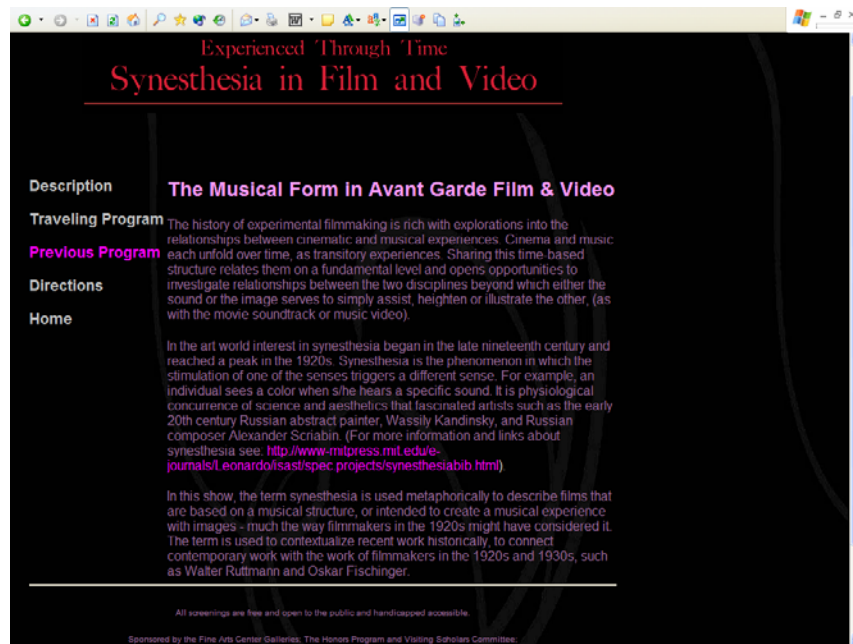 Experienced Through Time
Synesthesia in Film and Video
Description
Traveling Program
Previous Program
Directions
Home
The Musical Form in Avant Garde Film & Video
The history of experimental filmmaking is rich with explorations into the
relationships between cinematic and musical experiences. Cinema and music
each unfold over time, as transitory experiences. Sharing this time-based
structure relates them on a fundamental level and opens opportunities to
investigate relationships between the two disciplines beyond which either the
sound or the image serves to simply assist, heighten or illustrate the other, (as
with the movie soundtrack or music video).
In the art world interest in synesthesia began in the late nineteenth century and
reached a peak in the 1920s. Synesthesia is the phenomenon in which the
stimulation of one of the senses triggers a different sense. For example, an
individual sees a color when s/he hears a specific sound. It is physiological
concurrence of science and aesthetics that fascinated artists such as the early
20th century Russian abstract painter, Wassily Kandinsky, and Russian
composer Alexander Scriabin. (For more information and links about
synesthesia see: http://www-mitpress.mit.edu/e-
journals/Leonardo/isast/spec.projects/synesthesiabib.html).
In this show, the term synesthesia is used metaphorically to describe films that
are based on a musical structure, or intended to create a musical experience
with images - much the way filmmakers in the 1920s might have considered it.
The term is used to contextualize recent work historically, to connect
contemporary work with the work of filmmakers in the 1920s and 1930s, such
as Walter Ruttmann and Oskar Fischinger.
All screenings are free and open to the public and handicapped accessible.
Sponsored by the Fine Arts Center Galleries; The Honors Program and Visiting Scholars Committee;